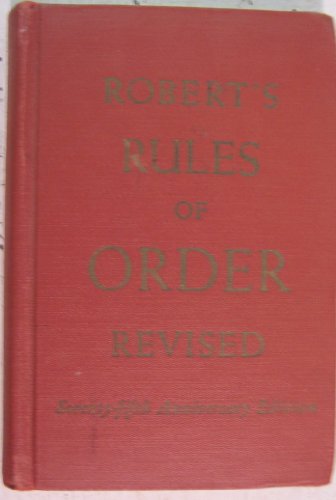 ROBERT'S
RULES
OF
ORDER
REVISED
Seventy-fifth Anniversary Edition